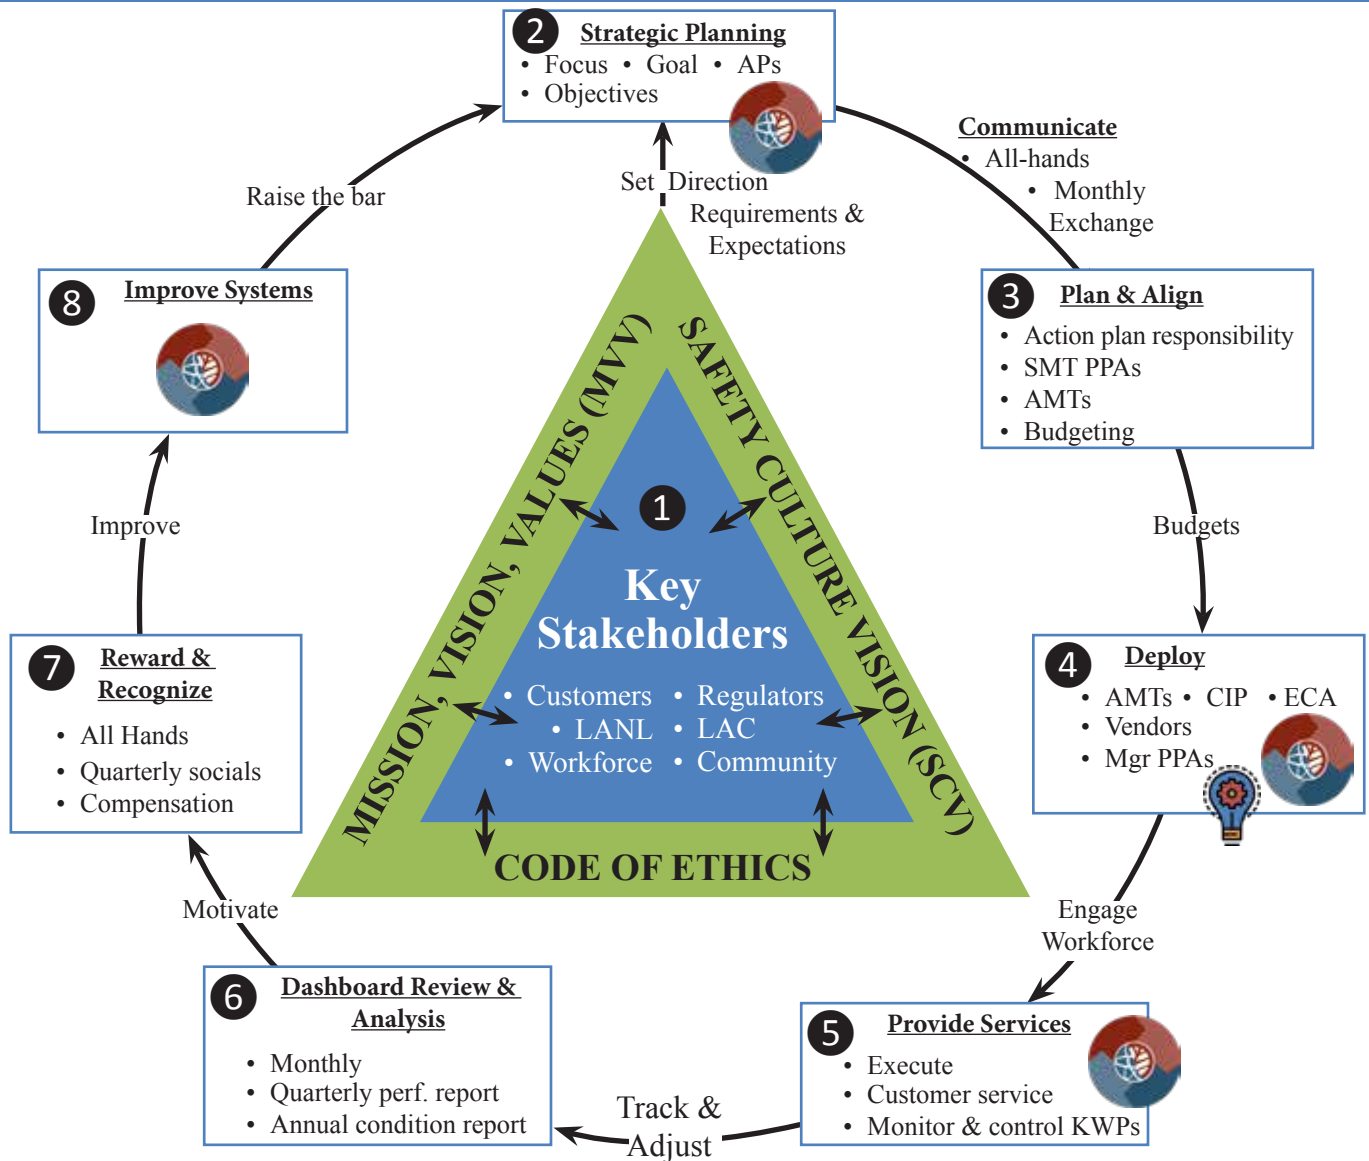 2
Strategic Planning
• Focus • Goal • APs
• Objectives
Communicate
• All-hands
• Monthly
Exchange
Set Direction
Requirements &
Expectations
Raise the bar
8
Improve Systems
3
Plan & Align
• Action plan responsibility
• SMT PPAs
• AMTs
• Budgeting
MISSION, VISION, VALUES (MVV)
SAFETY CULTURE VISION (SCV)
1
Key
Stakeholders
• Customers • Regulators
• LANL • LAC
• Workforce • Community
CODE OF ETHICS
Improve
Budgets
7
Reward &
Recognize
• All Hands
• Quarterly socials
• Compensation
4
Deploy
• AMTs • CIP • ECA
• Vendors
• Mgr PPAs
Motivate
Engage
Workforce
6
Dashboard Review &
Analysis
• Monthly
• Quarterly perf. report
• Annual condition report
Track &
Adjust
5
Provide Services
• Execute
• Customer service
• Monitor & control KWPs